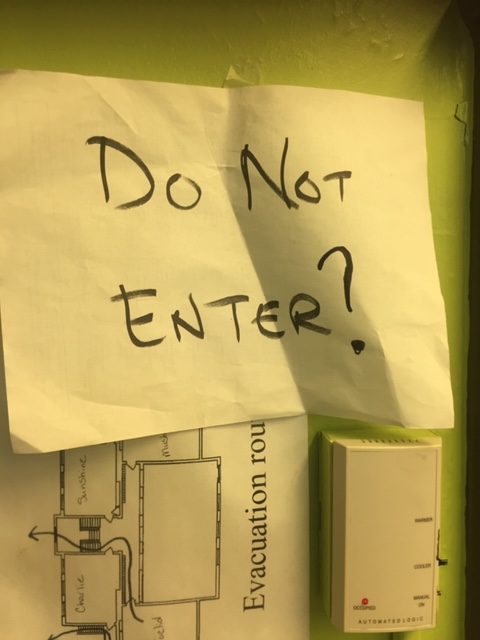 DO NOT
ENTER?
Sunshine
Charlie
Evacuation rou
WARMER
COOLER
MANUAL
ON
OCCUPIED
AUTOMATED LOGIC